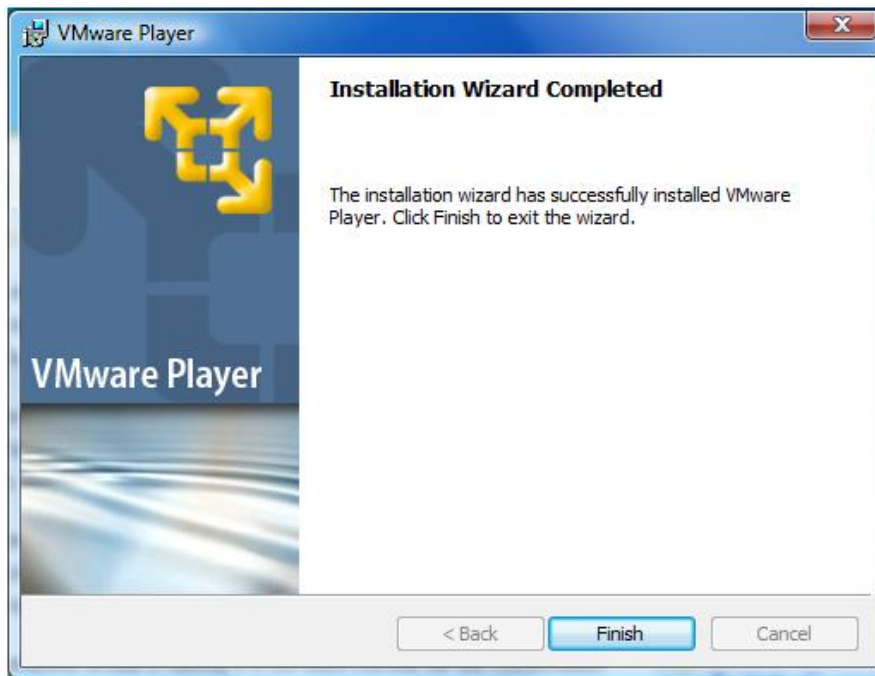 VMware Player
Installation Wizard Completed
The installation wizard has successfully installed VMware
Player. Click Finish to exit the wizard.
VMware Player
< Back
Finish
Cancel